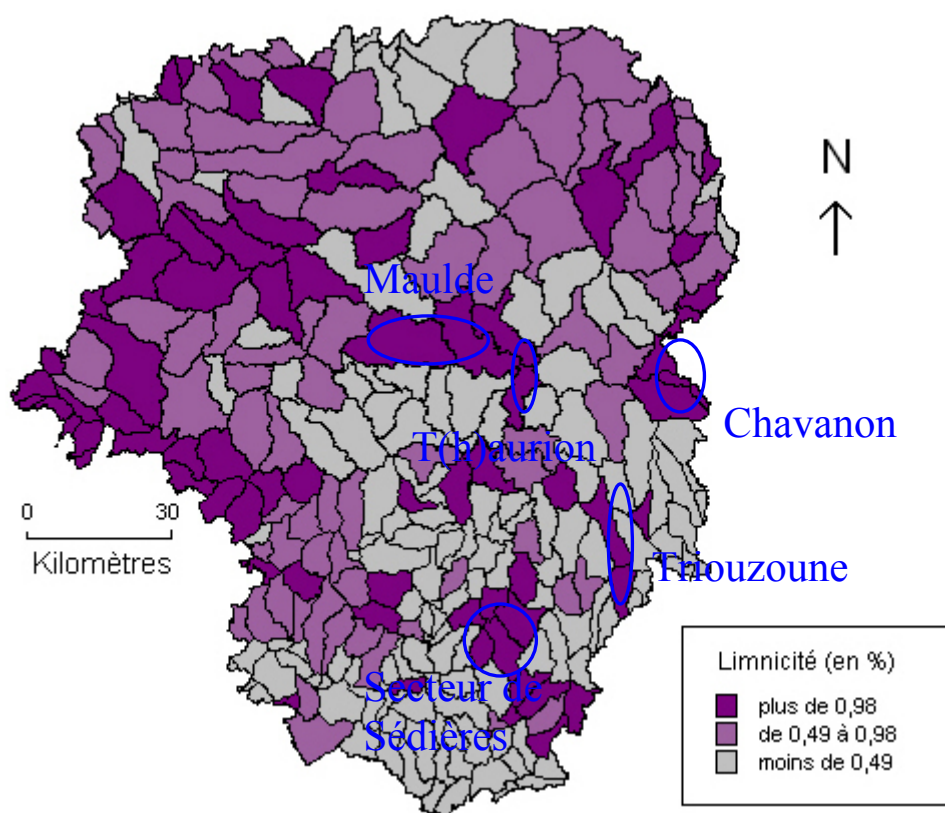 N
Maulde
Chavanon
T(h)aurion
0 30
Kilomètres
Triouzoune
Secteur de
Sédières
Limnicité (en %)
plus de 0,98
de 0,49 à 0,98
moins de 0,49